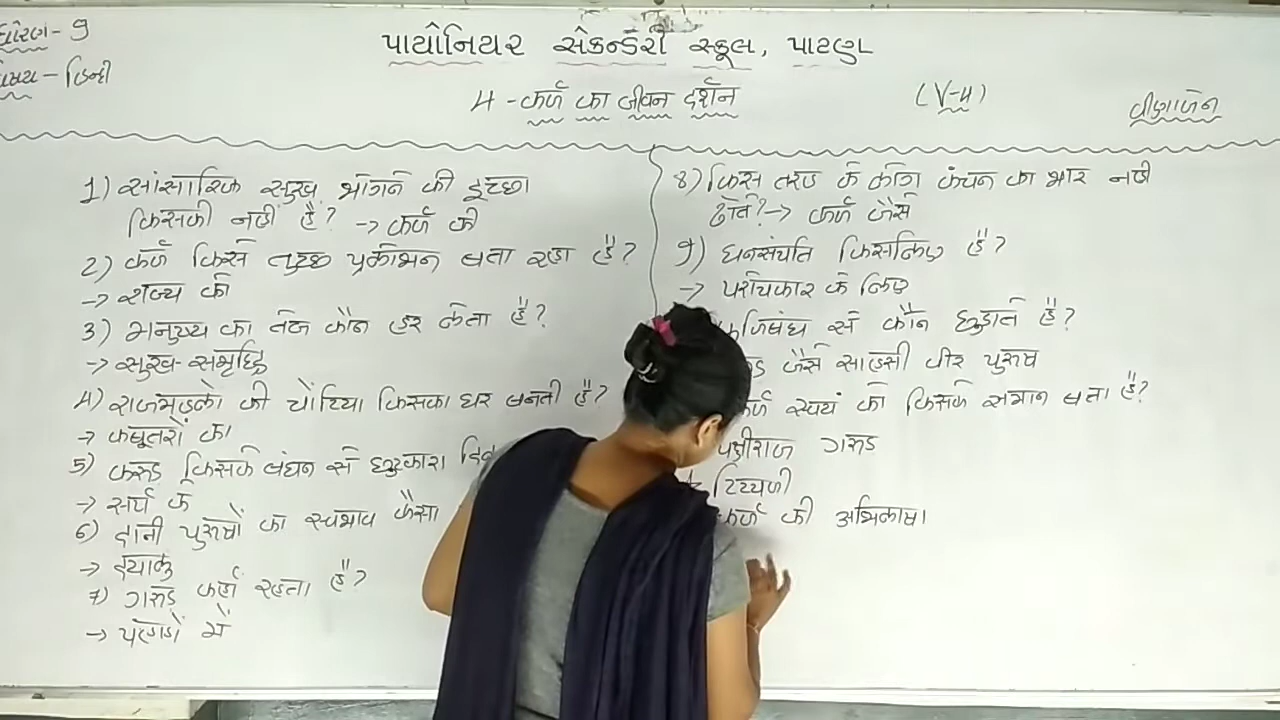 ધોરણ - 9
વિષય - હિન્દી
પાયોનિયર સેકન્ડરી સ્કૂલ, પાટણ
4 - कर्ण का जीवन दर्शन
(V-4)
વીણાબેન
1) सांसारिक सुख भोगने की इच्छा
किसकी नही है? → कर्ण की
2) कर्ण किसे तुच्छ प्रलोभन बता रहा है?
→ राज्य को
3) मनुष्य का तेज कौन हर लेता है?
→ सुख-समृद्धि
4) राजमहलो की चोटिया किसका घर बनती है?
→ कबूतरों का
5) गरुड किसके बंधन से छुटकारा
→ सर्प के
6) दानी पुरुषों का स्वभाव कैसा
→ दयालु
7) गरुड कहाँ रहता है?
→ पहाडों में
8) किस तरह के लोग कंचन का भार नही
ढोते? → कर्ण जैसे
9) धनसंपति किसलिए है?
→ परोपकार के लिए
से कौन छुडाते है?
जैसे साहसी वीर पुरुष
स्वयं को किसके समान बता है?
पक्षीराज गरुड
टिप्पणी
कर्ण की अभिलाषा